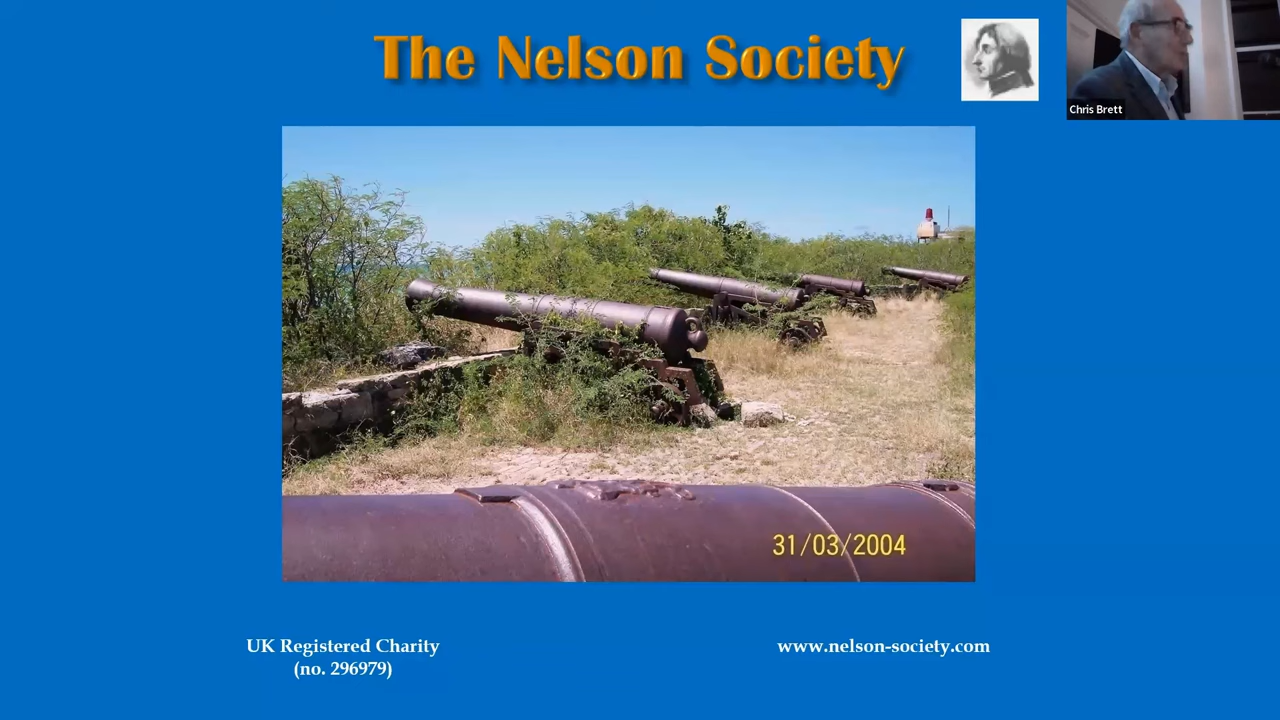 The Nelson Society
Chris Brett
31/03/2004
UK Registered Charity
(no. 296979)
www.nelson-society.com